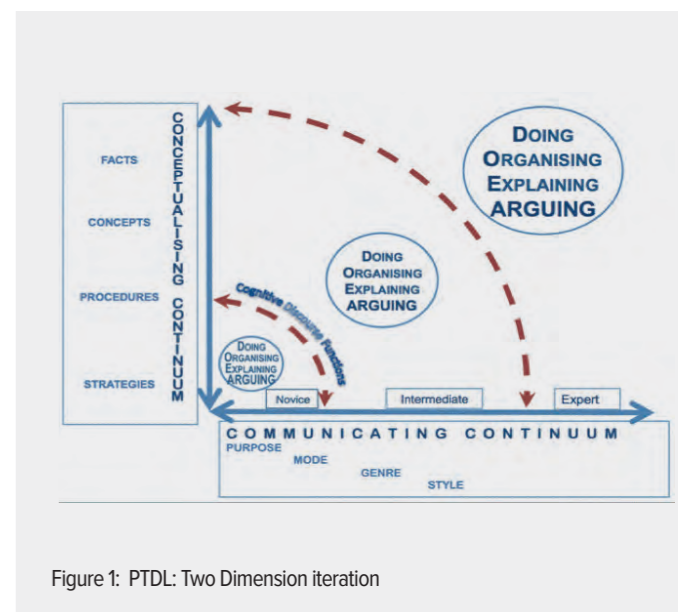 CONCEPTUALISING CONTINUUM
FACTS
CONCEPTS
PROCEDURES
STRATEGIES
DOING
ORGANISING
EXPLAINING
ARGUING
DOING
ORGANISING
EXPLAINING
ARGUING
Cognitive Discourse Functions
DOING
ORGANISING
EXPLAINING
ARGUING
Novice
Intermediate
Expert
COMMUNICATING CONTINUUM
PURPOSE
MODE
GENRE
STYLE
Figure 1: PTDL: Two Dimension iteration